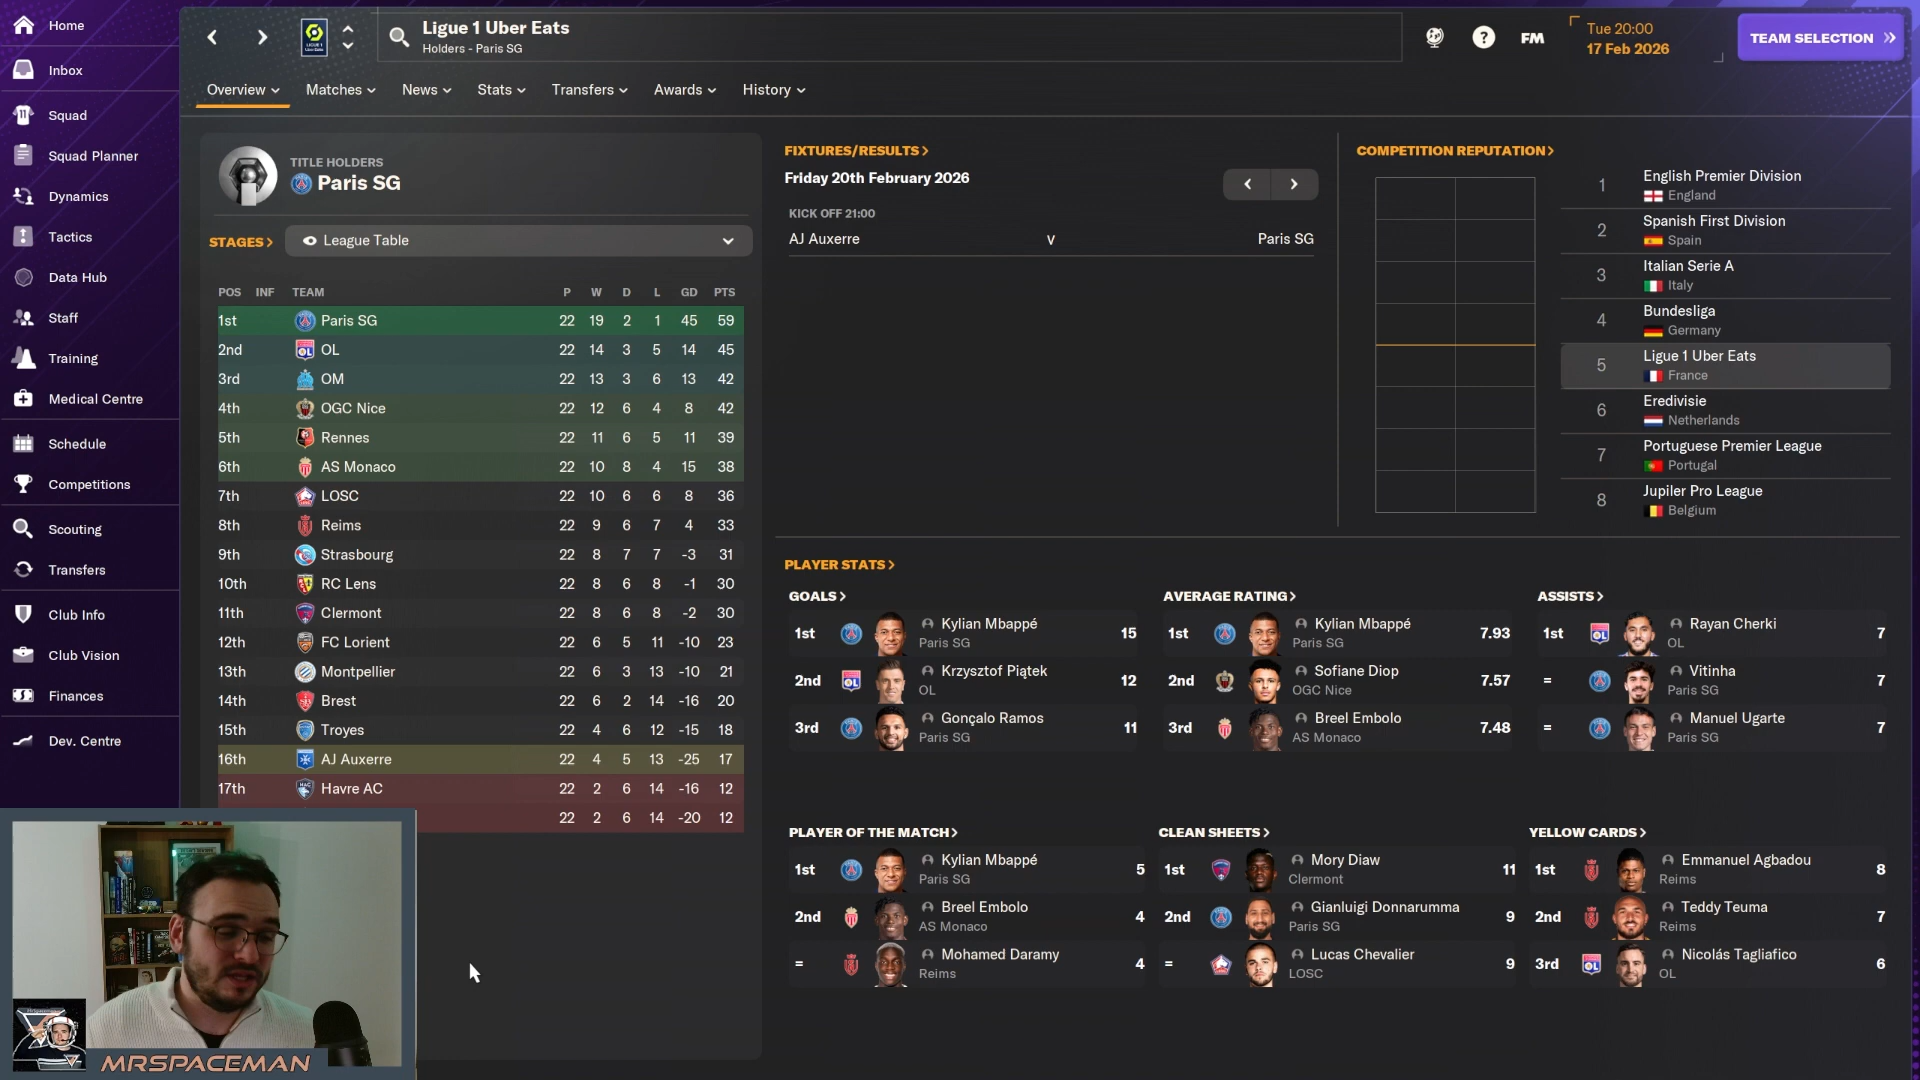 Home
Inbox
Squad
Squad Planner
Dynamics
Tactics
Data Hub
Staff
Training
Medical Centre
Schedule
Competitions
Scouting
Transfers
Club Info
Club Vision
Finances
Dev. Centre
Ligue 1 Uber Eats
Holders - Paris SG
FM
Tue 20:00
17 Feb 2026
TEAM SELECTION
Overview Matches News Stats Transfers Awards History
TITLE HOLDERS
Paris SG
STAGES League Table
POS INF TEAM P W D L GD PTS
1st Paris SG 22 19 2 1 45 59
2nd OL 22 14 3 5 14 45
3rd OM 22 13 3 6 13 42
4th OGC Nice 22 12 6 4 8 42
5th Rennes 22 11 6 5 11 39
6th AS Monaco 22 10 8 4 15 38
7th LOSC 22 10 6 6 8 36
8th Reims 22 9 6 7 4 33
9th Strasbourg 22 8 7 7 -3 31
10th RC Lens 22 8 6 8 -1 30
11th Clermont 22 8 6 8 -2 30
12th FC Lorient 22 6 5 11 -10 23
13th Montpellier 22 6 3 13 -10 21
14th Brest 22 6 2 14 -16 20
15th Troyes 22 4 6 12 -15 18
16th AJ Auxerre 22 4 5 13 -25 17
17th Havre AC 22 2 6 14 -16 12
22 2 6 14 -20 12
FIXTURES/RESULTS
Friday 20th February 2026
KICK OFF 21:00
AJ Auxerre V Paris SG
COMPETITION REPUTATION
1 English Premier Division
England
2 Spanish First Division
Spain
3 Italian Serie A
Italy
4 Bundesliga
Germany
5 Ligue 1 Uber Eats
France
6 Eredivisie
Netherlands
7 Portuguese Premier League
Portugal
8 Jupiler Pro League
Belgium
PLAYER STATS
GOALS
1st Kylian Mbappé 15
Paris SG
2nd Krzysztof Piątek 12
OL
3rd Gonçalo Ramos 11
Paris SG
AVERAGE RATING
1st Kylian Mbappé 7.93
Paris SG
2nd Sofiane Diop 7.57
OGC Nice
3rd Breel Embolo 7.48
AS Monaco
ASSISTS
1st Rayan Cherki 7
OL
= Vitinha 7
Paris SG
= Manuel Ugarte 7
Paris SG
PLAYER OF THE MATCH
1st Kylian Mbappé 5
Paris SG
2nd Breel Embolo 4
AS Monaco
= Mohamed Daramy 4
Reims
CLEAN SHEETS
1st Mory Diaw 11
Clermont
2nd Gianluigi Donnarumma 9
Paris SG
= Lucas Chevalier 9
LOSC
YELLOW CARDS
1st Emmanuel Agbadou 8
Reims
2nd Teddy Teuma 7
Reims
3rd Nicolás Tagliafico 6
OL
MRSPACEMAN